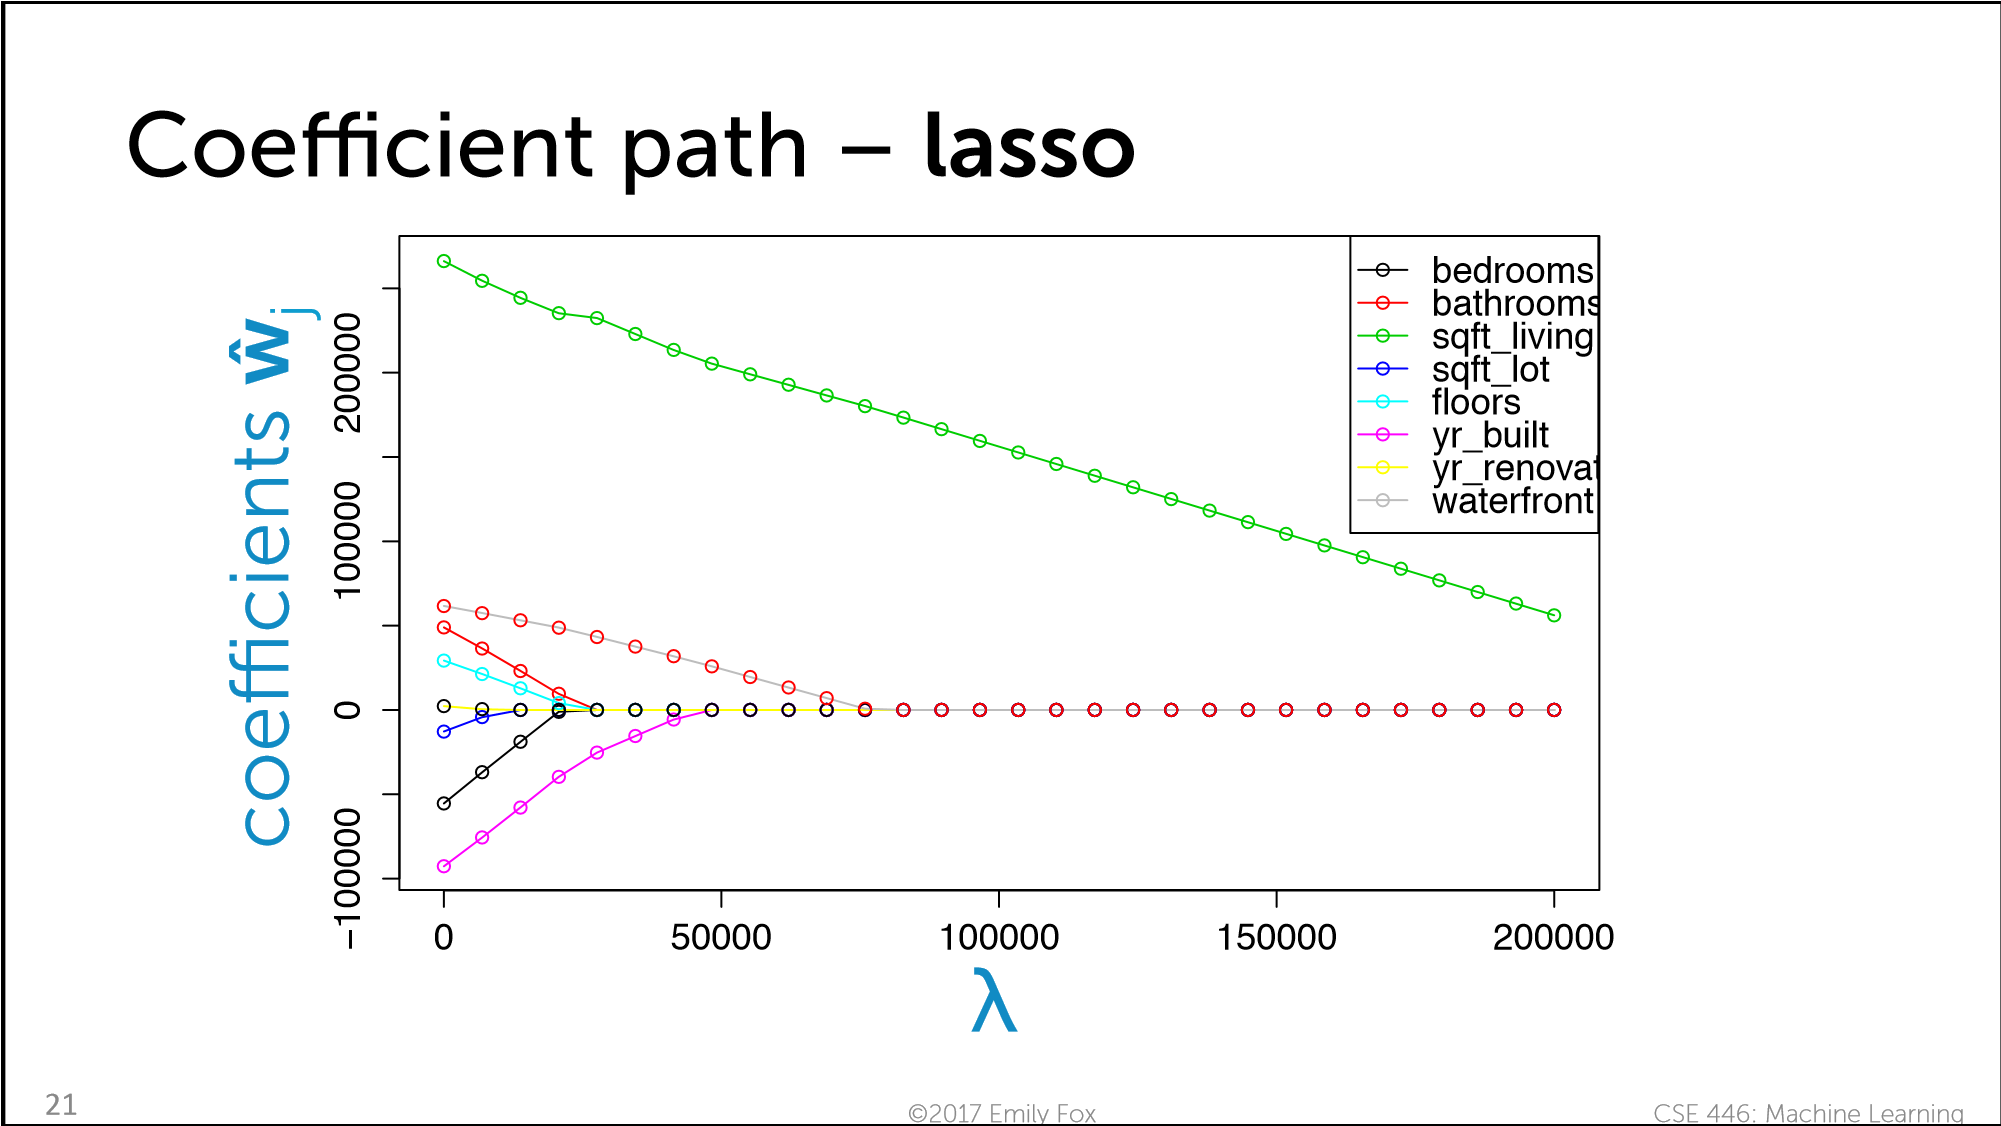 Coefficient path – lasso
coefficients ŵj
200000
100000
0
−100000
bedrooms
bathrooms
sqft_living
sqft_lot
floors
yr_built
yr_renovat
waterfront
0 50000 100000 150000 200000
λ
21 ©2017 Emily Fox CSE 446: Machine Learning